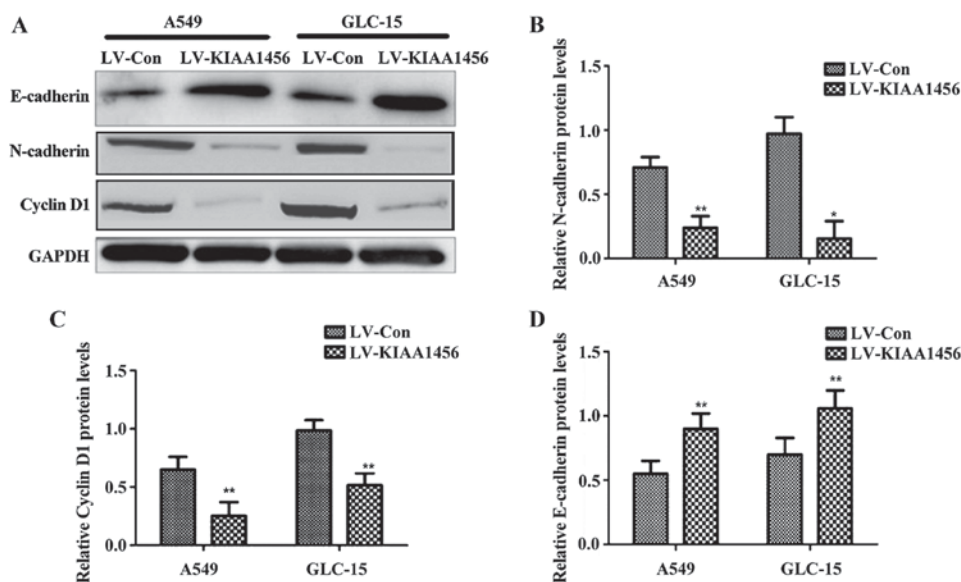 A
A549
GLC-15
LV-Con LV-KIAA1456 LV-Con LV-KIAA1456
E-cadherin
N-cadherin
Cyclin D1
GAPDH
B
LV-Con
LV-KIAA1456
Relative N-cadherin protein levels
1.5
1.0
0.5
0.0
**
*
A549 GLC-15
C
LV-Con
LV-KIAA1456
Relative Cyclin D1 protein levels
1.5
1.0
0.5
0.0
**
**
A549 GLC-15
D
LV-Con
LV-KIAA1456
Relative E-cadherin protein levels
1.5
1.0
0.5
0.0
**
**
A549 GLC-15